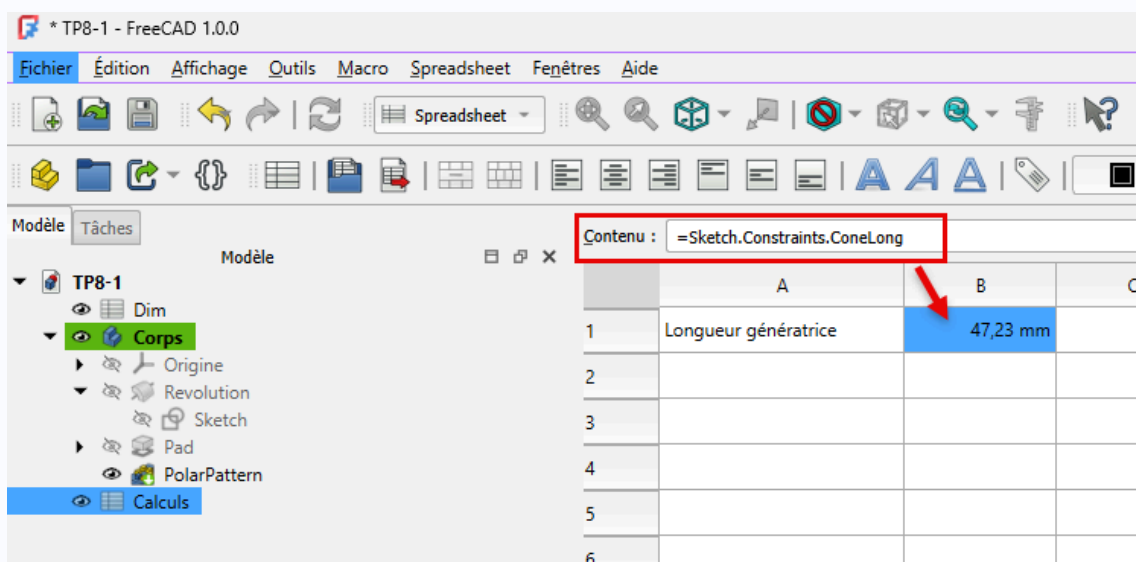 * TP8-1 - FreeCAD 1.0.0
Fichier Édition Affichage Outils Macro Spreadsheet Fenêtres Aide
Spreadsheet
A A A
Modèle Tâches
Modèle
Contenu : =Sketch.Constraints.ConeLong
TP8-1
Dim
Corps
Origine
Revolution
Sketch
Pad
PolarPattern
Calculs
A B C
1 Longueur génératrice 47,23 mm
2
3
4
5
6